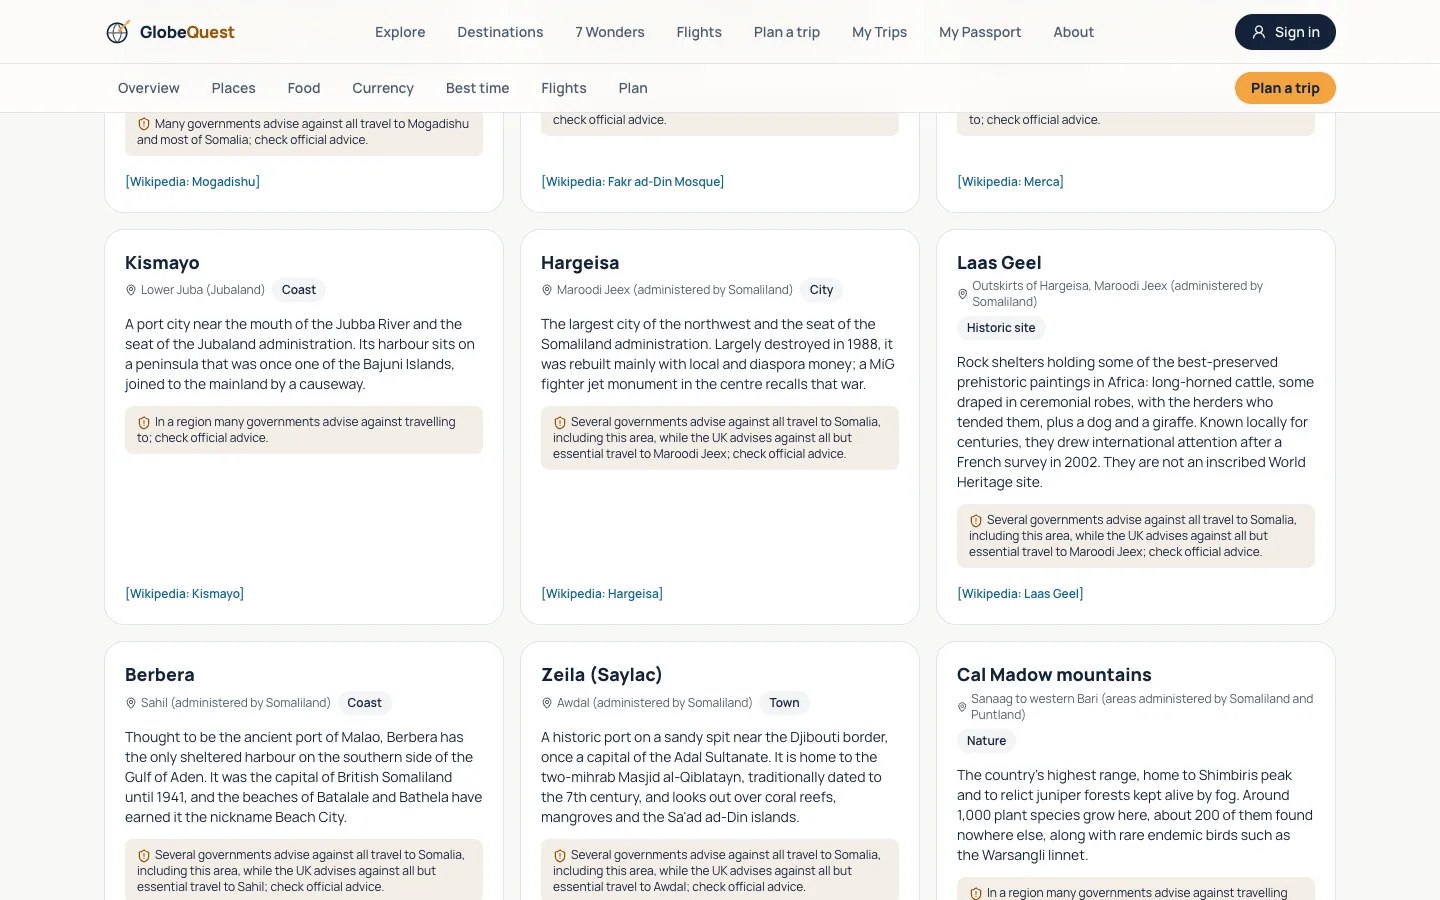 GlobeQuest
Explore
Destinations
7 Wonders
Flights
Plan a trip
My Trips
My Passport
About
Sign in
Overview
Places
Food
Currency
Best time
Flights
Plan
Plan a trip
Many governments advise against all travel to Mogadishu
and most of Somalia; check official advice.
[Wikipedia: Mogadishu]
check official advice.
[Wikipedia: Fakr ad-Din Mosque]
to; check official advice.
[Wikipedia: Merca]
Kismayo
Lower Juba (Jubaland)
Coast
A port city near the mouth of the Jubba River and the
seat of the Jubaland administration. Its harbour sits on
a peninsula that was once one of the Bajuni Islands,
joined to the mainland by a causeway.
In a region many governments advise against travelling
to; check official advice.
[Wikipedia: Kismayo]
Hargeisa
Maroodi Jeex (administered by Somaliland)
City
The largest city of the northwest and the seat of the
Somaliland administration. Largely destroyed in 1988, it
was rebuilt mainly with local and diaspora money; a MiG
fighter jet monument in the centre recalls that war.
Several governments advise against all travel to Somalia,
including this area, while the UK advises against all but
essential travel to Maroodi Jeex; check official advice.
[Wikipedia: Hargeisa]
Laas Geel
Outskirts of Hargeisa, Maroodi Jeex (administered by
Somaliland)
Historic site
Rock shelters holding some of the best-preserved
prehistoric paintings in Africa: long-horned cattle, some
draped in ceremonial robes, with the herders who
tended them, plus a dog and a giraffe. Known locally for
centuries, they drew international attention after a
French survey in 2002. They are not an inscribed World
Heritage site.
Several governments advise against all travel to Somalia,
including this area, while the UK advises against all but
essential travel to Maroodi Jeex; check official advice.
[Wikipedia: Laas Geel]
Berbera
Sahil (administered by Somaliland)
Coast
Thought to be the ancient port of Malao, Berbera has
the only sheltered harbour on the southern side of the
Gulf of Aden. It was the capital of British Somaliland
until 1941, and the beaches of Batalale and Bathela have
earned it the nickname Beach City.
Several governments advise against all travel to Somalia,
including this area, while the UK advises against all but
essential travel to Sahil; check official advice.
Zeila (Saylac)
Awdal (administered by Somaliland)
Town
A historic port on a sandy spit near the Djibouti border,
once a capital of the Adal Sultanate. It is home to the
two-mihrab Masjid al-Qiblatayn, traditionally dated to
the 7th century, and looks out over coral reefs,
mangroves and the Sa'ad ad-Din islands.
Several governments advise against all travel to Somalia,
including this area, while the UK advises against all but
essential travel to Awdal; check official advice.
Cal Madow mountains
Sanaag to western Bari (areas administered by Somaliland and
Puntland)
Nature
The country's highest range, home to Shimbiris peak
and to relict juniper forests kept alive by fog. Around
1,000 plant species grow here, about 200 of them found
nowhere else, along with rare endemic birds such as
the Warsangli linnet.
In a region many governments advise against travelling